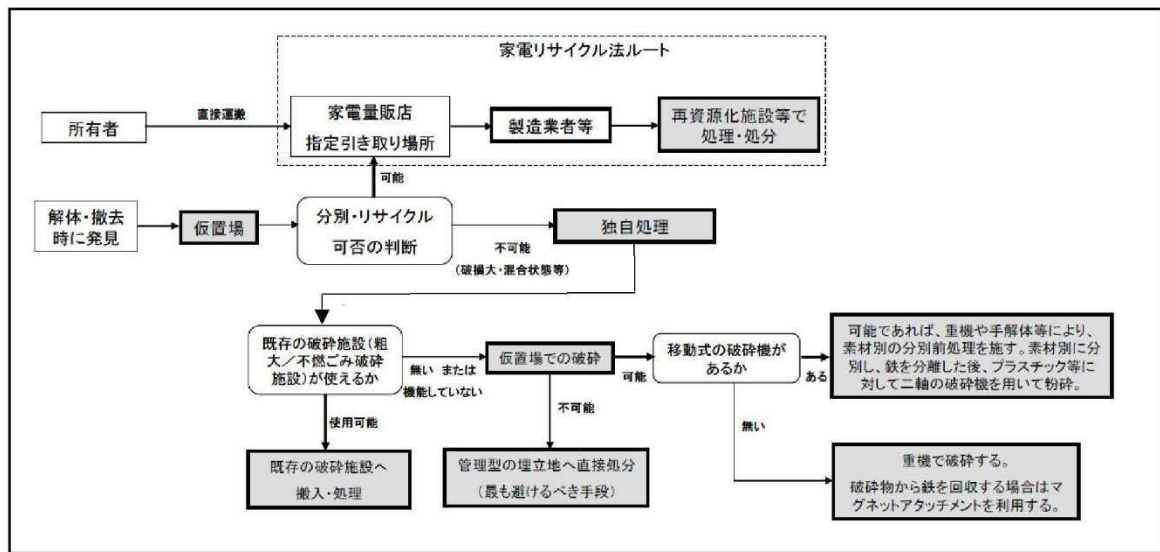 家電リサイクル法ルート
所有者
直接運搬
家電量販店
指定引き取り場所
製造業者等
再資源化施設等で
処理・処分
可能
解体・撤去
時に発見
仮置場
分別・リサイクル
可否の判断
不可能
（破損大・混合状態等）
独自処理
既存の破砕施設（粗
大／不燃ごみ破砕
施設）が使えるか
無い または
機能していない
仮置場での破砕
可能
移動式の破砕機が
あるか
ある
可能であれば、重機や手解体等により、
素材別の分別前処理を施す。素材別に分
別し、鉄を分離した後、プラスチック等に
対して二軸の破砕機を用いて粉砕。
使用可能
不可能
無い
既存の破砕施設へ
搬入・処理
管理型の埋立地へ直接処分
（最も避けるべき手段）
重機で破砕する。
破砕物から鉄を回収する場合はマ
グネットアタッチメントを利用する。